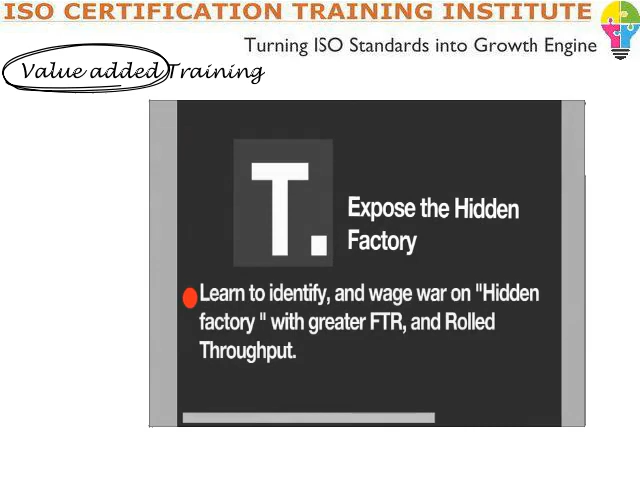 ISO CERTIFICATION TRAINING INSTITUTE
Turning ISO Standards into Growth Engine
Value added Training
T.
Expose the Hidden
Factory
Learn to identify, and wage war on "Hidden
factory " with greater FTR, and Rolled
Throughput.